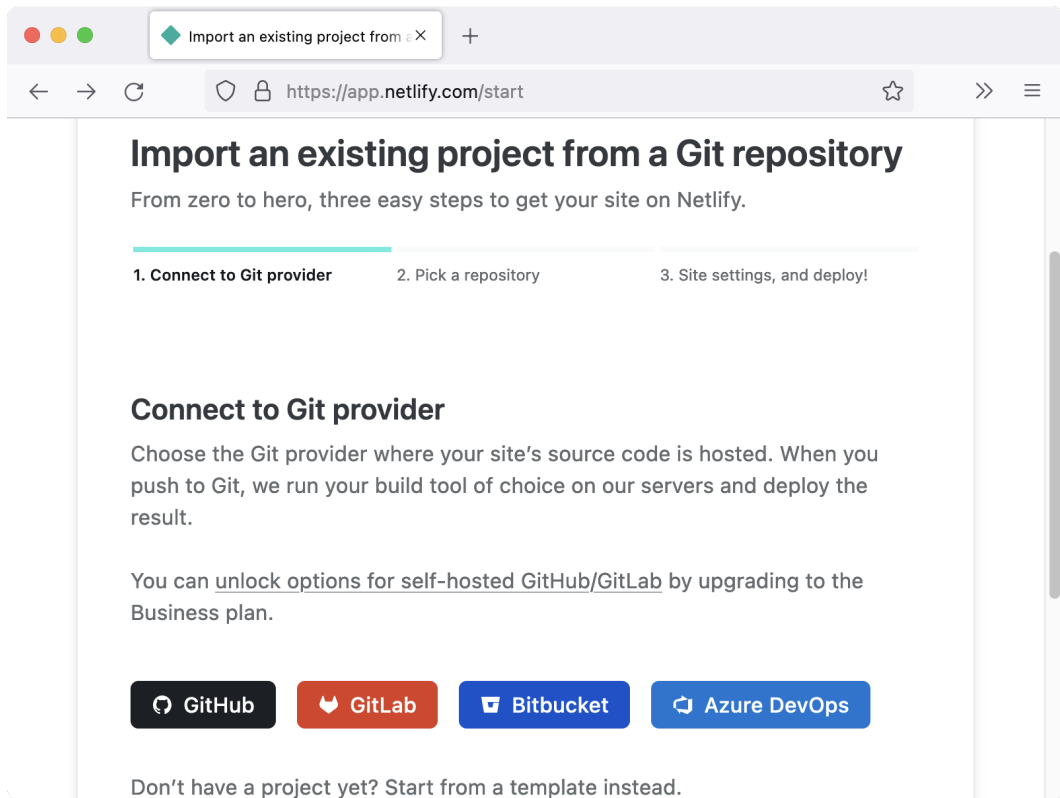 Import an existing project from a
https://app.netlify.com/start
Import an existing project from a Git repository
From zero to hero, three easy steps to get your site on Netlify.
1. Connect to Git provider
2. Pick a repository
3. Site settings, and deploy!
Connect to Git provider
Choose the Git provider where your site’s source code is hosted. When you
push to Git, we run your build tool of choice on our servers and deploy the
result.
You can unlock options for self-hosted GitHub/GitLab by upgrading to the
Business plan.
GitHub
GitLab
Bitbucket
Azure DevOps
Don’t have a project yet? Start from a template instead.